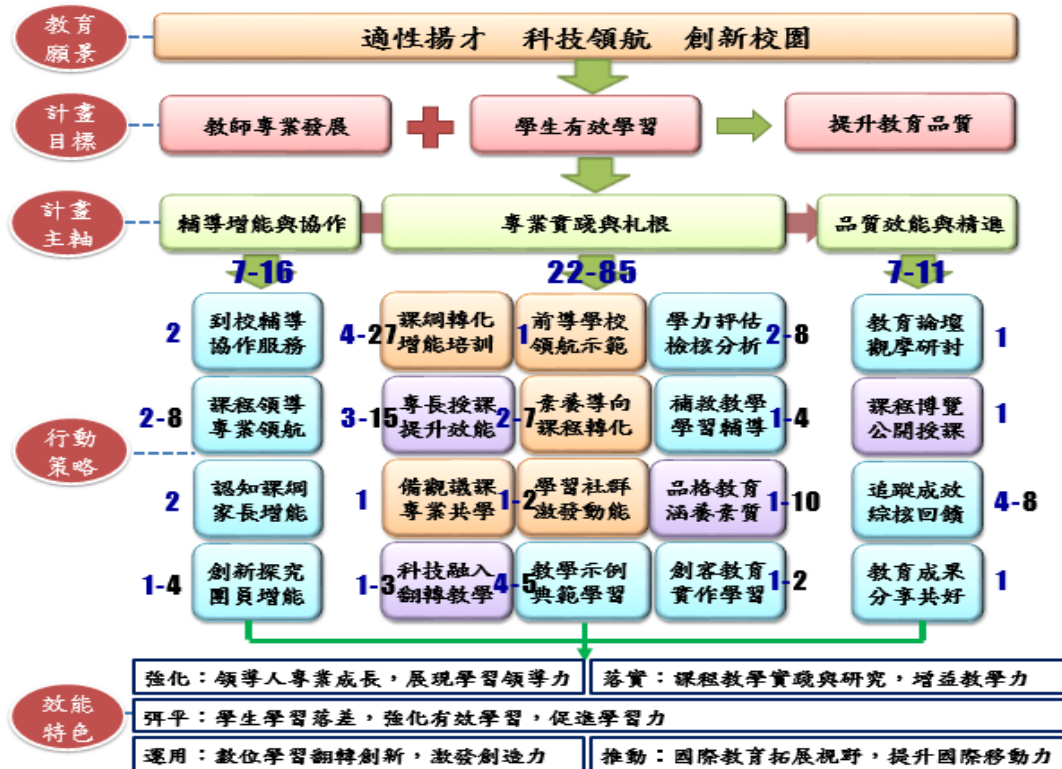 教育
願景
適性揚才 科技領航 創新校園
計畫
目標
教師專業發展
學生有效學習
提升教育品質
計畫
主軸
輔導增能與協作
專業實踐與札根
品質效能與精進
7-16
22-85
7-11
行動
策略
2
到校輔導
協作服務
4-27
課綱轉化
增能培訓
1
前導學校
領航示範
學力評估
檢核分析
2-8
教育論壇
觀摩研討
1
2-8
課程領導
專業領航
3-15
專長授課
提升效能
2-7
素養導向
課程轉化
補救教學
學習輔導
1-4
課程博覽
公開授課
1
2
認知課綱
家長增能
1
備觀議課
專業共學
1-2
學習社群
激發動能
品格教育
涵養素質
1-10
追蹤成效
綜核回饋
4-8
1-4
創新探究
團員增能
1-3
科技融入
翻轉教學
4-5
教學示例
典範學習
創客教育
實作學習
1-2
教育成果
分享共好
1
效能
特色
強化：領導人專業成長，展現學習領導力
落實：課程教學實踐與研究，增益教學力
弭平：學生學習落差，強化有效學習，促進學習力
運用：數位學習翻轉創新，激發創造力
推動：國際教育拓展視野，提升國際移動力